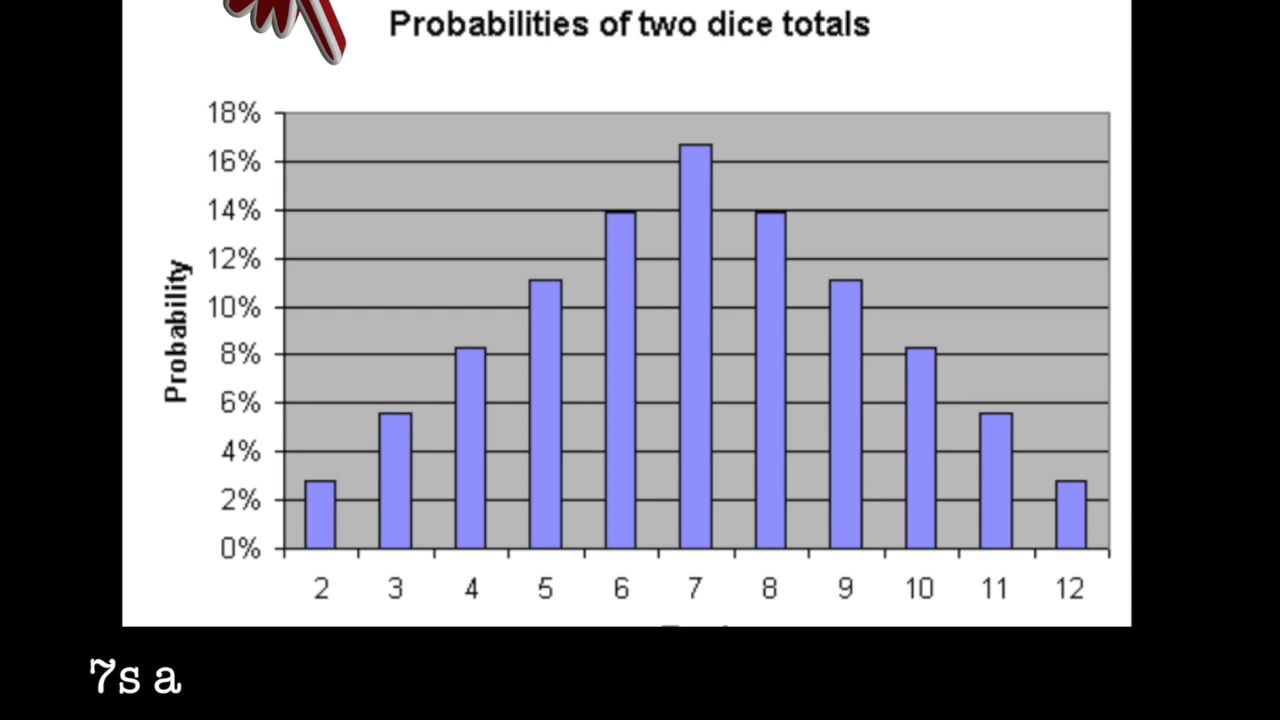 Probabilities of two dice totals
18%
16%
14%
12%
10%
8%
6%
4%
2%
0%
Probability
2 3 4 5 6 7 8 9 10 11 12
7s a